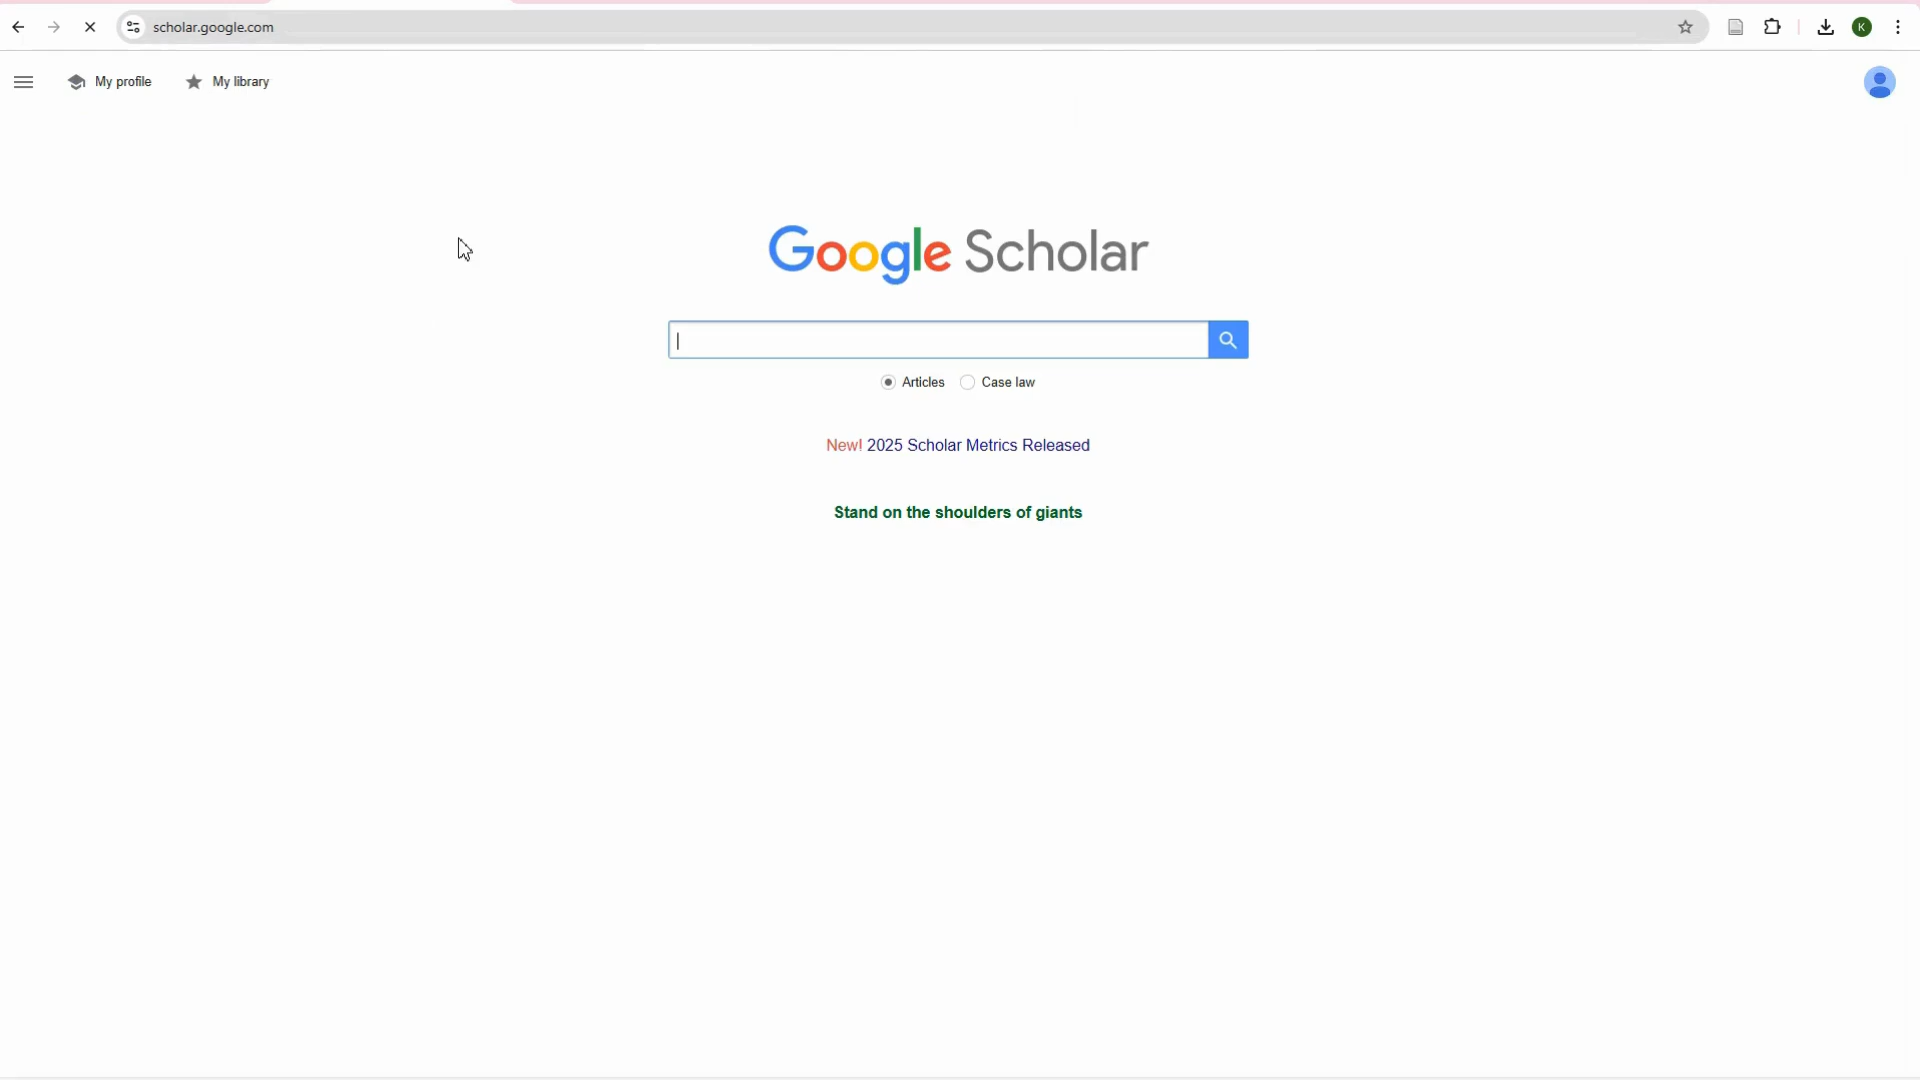 scholar.google.com
K
My profile
My library
Google Scholar
Articles
Case law
New! 2025 Scholar Metrics Released
Stand on the shoulders of giants